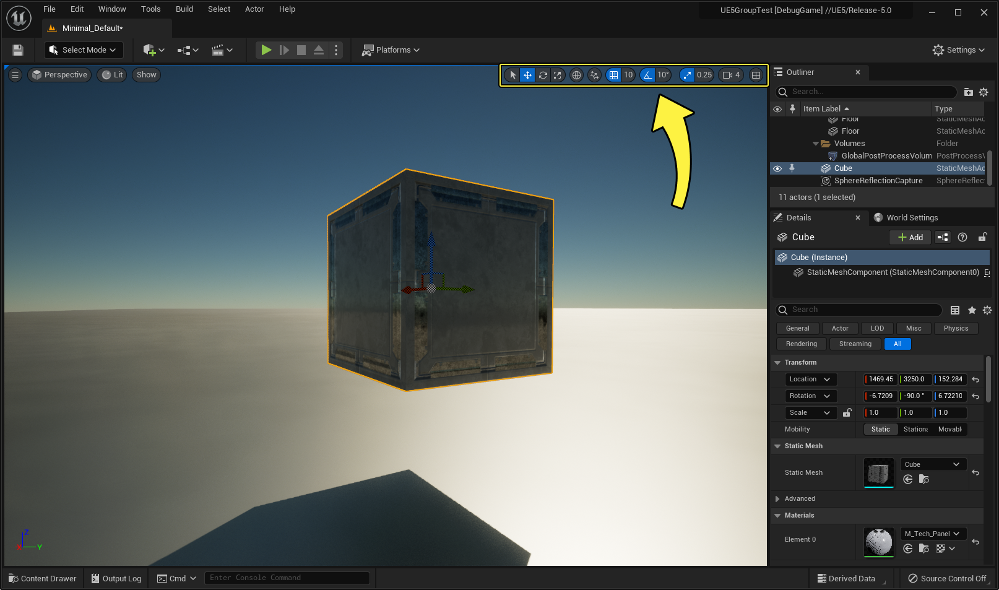 File Edit Window Tools Build Select Actor Help
UE5GroupTest [DebugGame] //UE5/Release-5.0
Minimal_Default*
Select Mode
Platforms
Settings
Perspective Lit Show
10 10° 0.25 4
Outliner
Search...
Item Label Type
Floor StaticMeshAc
Floor StaticMeshAc
Volumes Folder
GlobalPostProcessVolum PostProcessV
Cube StaticMeshAc
SphereReflectionCapture SphereReflec
11 actors (1 selected)
Details World Settings
Cube Add
Cube (Instance)
StaticMeshComponent (StaticMeshComponent0)
Search
General Actor LOD Misc Physics
Rendering Streaming All
Transform
Location 1469.45 3250.0 152.284
Rotation -6.7209 -90.0 ° 6.72210
Scale 1.0 1.0 1.0
Mobility Static Stationa Movabl
Static Mesh
Cube
Static Mesh
Advanced
Materials
M_Tech_Panel
Element 0
Z
X Y
Content Drawer Output Log Cmd Enter Console Command Derived Data Source Control Off